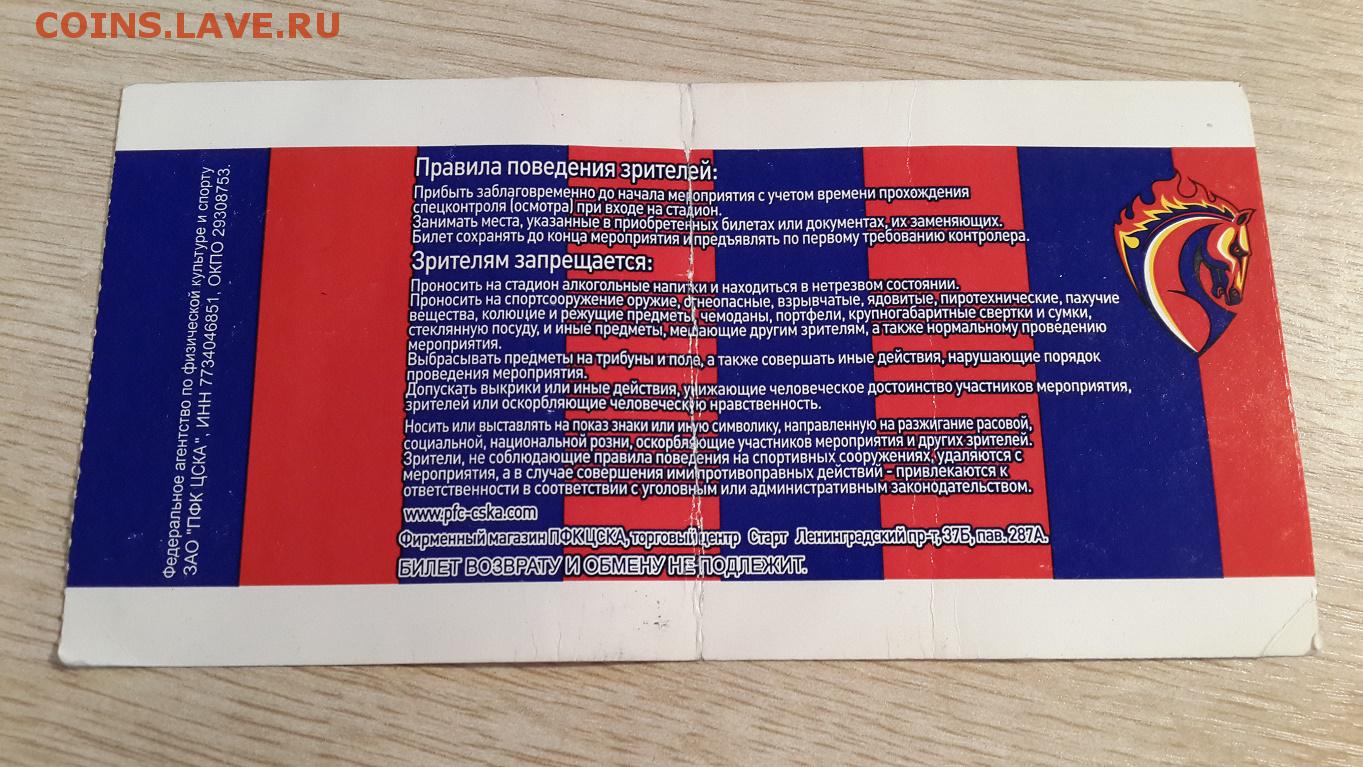 COINS.LAVE.RU
Федеральное агентство по физической культуре и спорту
ЗАО "ПФК ЦСКА", ИНН 7734046851, ОКПО 29308753.
Правила поведения зрителей:
Прибыть заблаговременно до начала мероприятия с учетом времени прохождения
спецконтроля (осмотра) при входе на стадион.
Занимать места, указанные в приобретенных билетах или документах, их заменяющих.
Билет сохранять до конца мероприятия и предъявлять по первому требованию контролера.
Зрителям запрещается:
Проносить на стадион алкогольные напитки и находиться в нетрезвом состоянии.
Проносить на спортсооружение оружие, огнеопасные, взрывчатые, ядовитые, пиротехнические, пахучие
вещества, колющие и режущие предметы, чемоданы, портфели, крупногабаритные свертки и сумки,
стеклянную посуду, и иные предметы, мешающие другим зрителям, а также нормальному проведению
мероприятия.
Выбрасывать предметы на трибуны и поле, а также совершать иные действия, нарушающие порядок
проведения мероприятия.
Допускать выкрики или иные действия, унижающие человеческое достоинство участников мероприятия,
зрителей или оскорбляющие человеческую нравственность.
Носить или выставлять на показ знаки или иную символику, направленную на разжигание расовой,
социальной, национальной розни, оскорбляющие участников мероприятия и других зрителей.
Зрители, не соблюдающие правила поведения на спортивных сооружениях, удаляются с
мероприятия, а в случае совершения ими противоправных действий - привлекаются к
ответственности в соответствии с уголовным или административным законодательством.
www.pfc-cska.com
Фирменный магазин ПФК ЦСКА, торговый центр Старт Ленинградский пр-т, 37Б, пав. 287А.
БИЛЕТ ВОЗВРАТУ И ОБМЕНУ НЕ ПОДЛЕЖИТ.